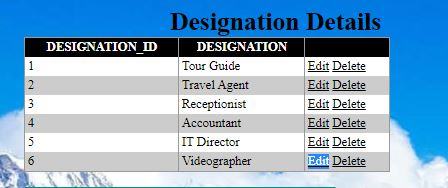 Designation Details
DESIGNATION_ID DESIGNATION
1 Tour Guide Edit Delete
2 Travel Agent Edit Delete
3 Receptionist Edit Delete
4 Accountant Edit Delete
5 IT Director Edit Delete
6 Videographer Edit Delete